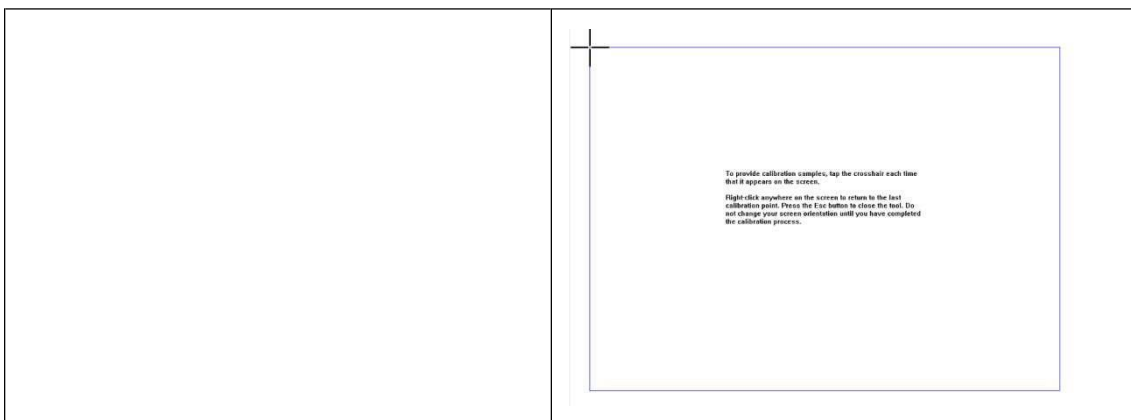 To provide calibration samples, tap the crosshair each time
that it appears on the screen.
Right-click anywhere on the screen to return to the last
calibration point. Press the Esc button to close the tool. Do
not change your screen orientation until you have completed
the calibration process.